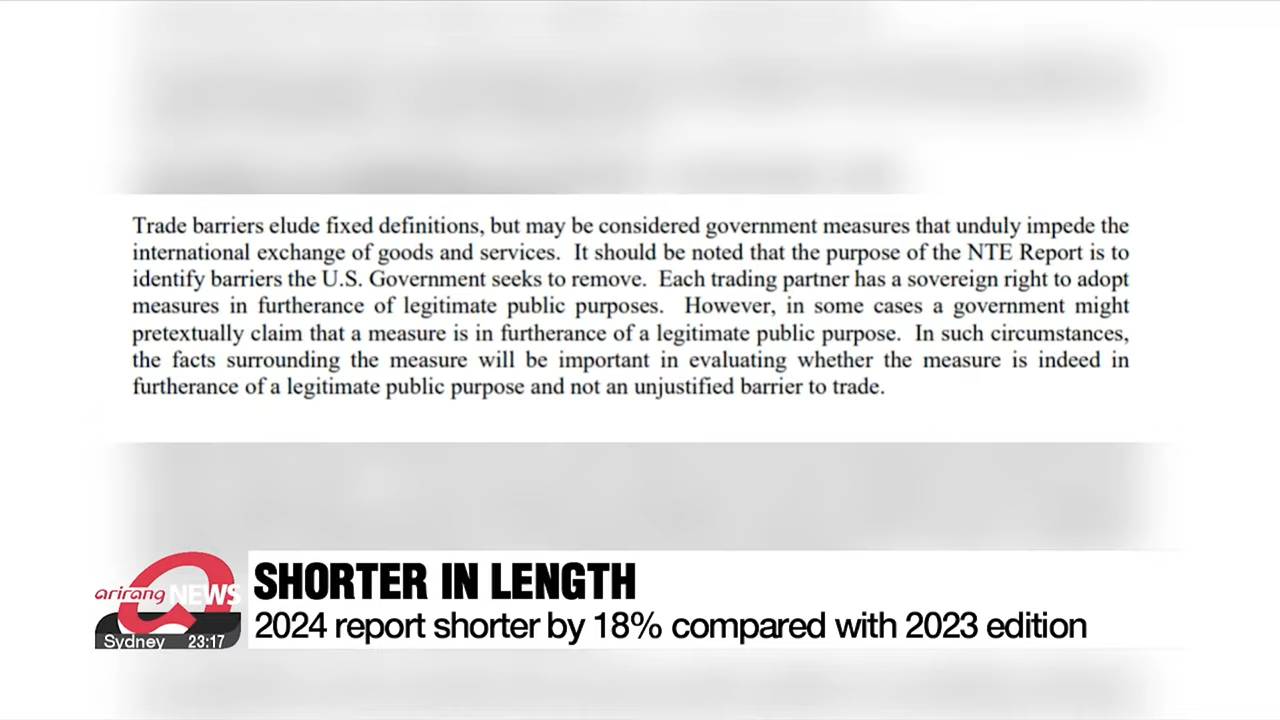 Trade barriers elude fixed definitions, but may be considered government measures that unduly impede the
international exchange of goods and services. It should be noted that the purpose of the NTE Report is to
identify barriers the U.S. Government seeks to remove. Each trading partner has a sovereign right to adopt
measures in furtherance of legitimate public purposes. However, in some cases a government might
pretextually claim that a measure is in furtherance of a legitimate public purpose. In such circumstances,
the facts surrounding the measure will be important in evaluating whether the measure is indeed in
furtherance of a legitimate public purpose and not an unjustified barrier to trade.
SHORTER IN LENGTH
arirang NEWS
2024 report shorter by 18% compared with 2023 edition
Sydney 23:17